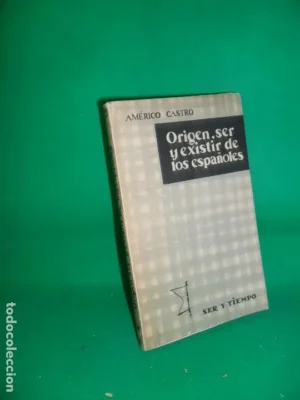 AMÉRICO CASTRO
Origen, ser
y existir de
los españoles
SER Y TIEMPO
todocoleccion